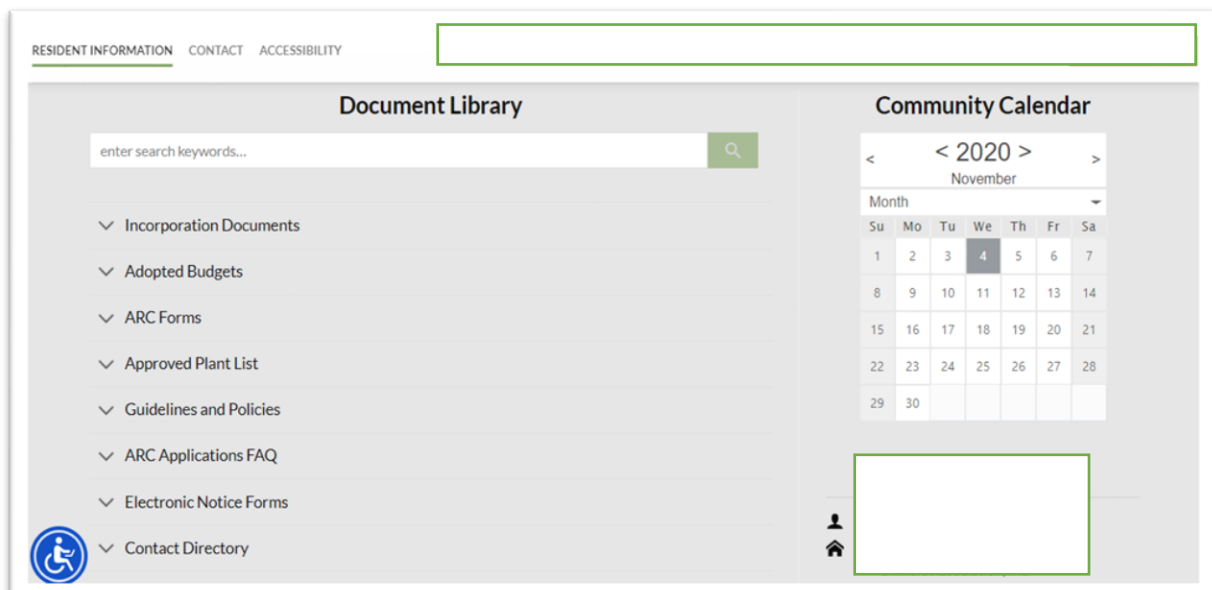 RESIDENT INFORMATION CONTACT ACCESSIBILITY
Document Library
enter search keywords...
Incorporation Documents
Adopted Budgets
ARC Forms
Approved Plant List
Guidelines and Policies
ARC Applications FAQ
Electronic Notice Forms
Contact Directory
Community Calendar
< < 2020 > >
November
Month
Su Mo Tu We Th Fr Sa
1 2 3 4 5 6 7
8 9 10 11 12 13 14
15 16 17 18 19 20 21
22 23 24 25 26 27 28
29 30